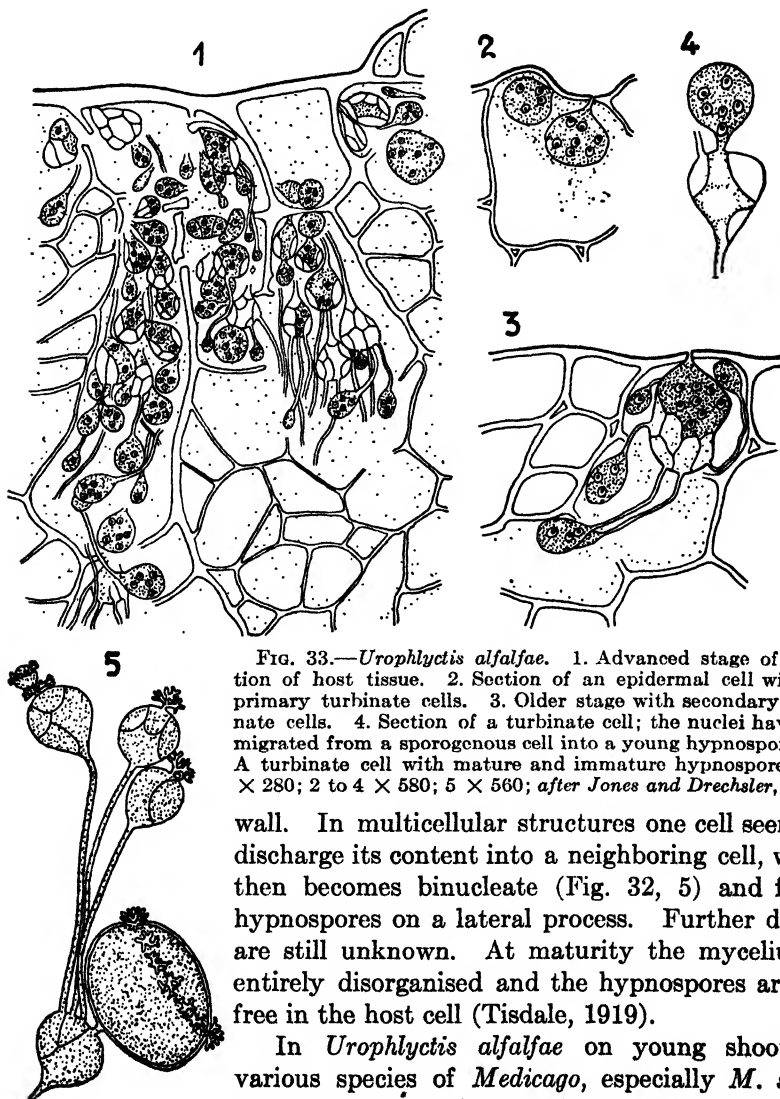 1
2
4
3
5
FIG. 33.—Urophlyctis alfalfae. 1. Advanced stage of
tion of host tissue. 2. Section of an epidermal cell wi
primary turbinate cells. 3. Older stage with secondary
nate cells. 4. Section of a turbinate cell; the nuclei hav
migrated from a sporogenous cell into a young hypnospor
A turbinate cell with mature and immature hypnospore
× 280; 2 to 4 × 580; 5 × 560; after Jones and Drechsler,
wall. In multicellular structures one cell seem
discharge its content into a neighboring cell, w
then becomes binucleate (Fig. 32, 5) and f
hypnospores on a lateral process. Further d
are still unknown. At maturity the myceliu
entirely disorganised and the hypnospores ar
free in the host cell (Tisdale, 1919).
In Urophlyctis alfalfae on young shoo
various species of Medicago, especially M. s